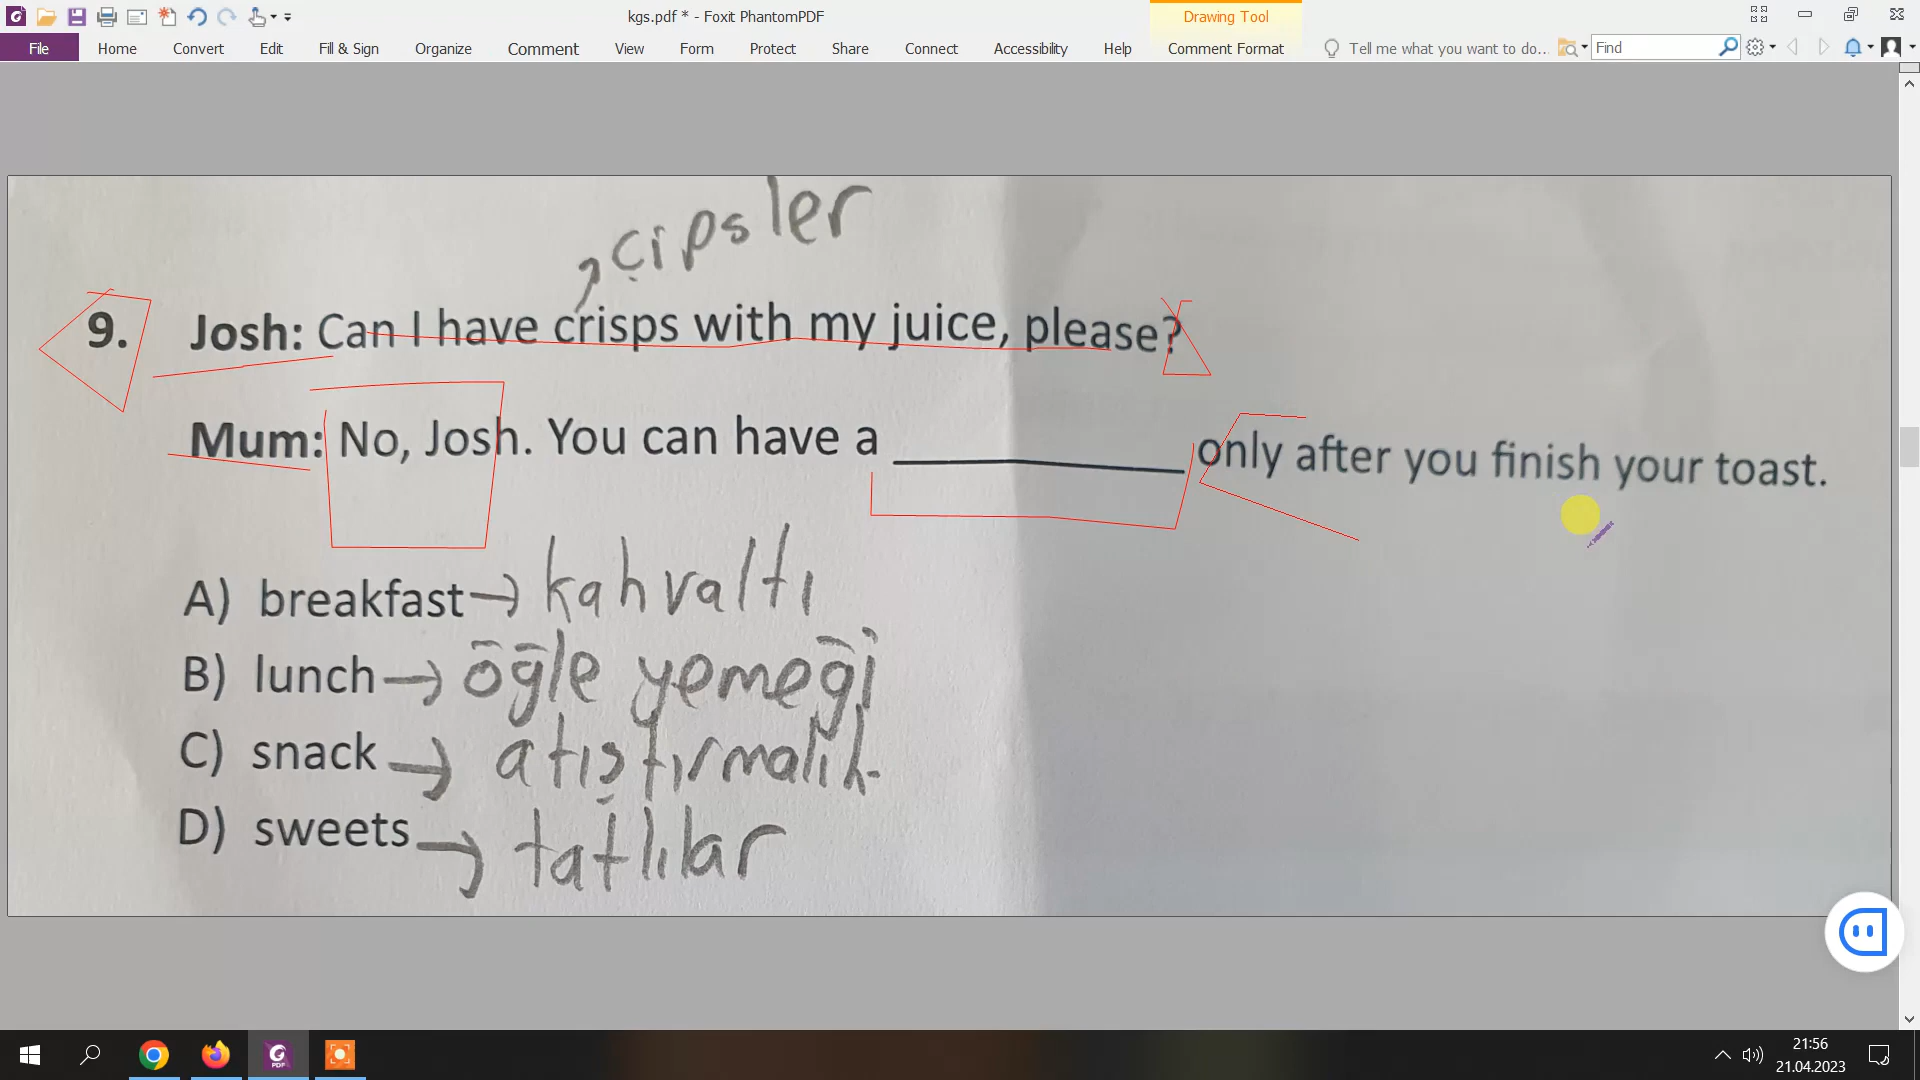 kgs.pdf * - Foxit PhantomPDF
Drawing Tool
File Home Convert Edit Fill & Sign Organize Comment View Form Protect Share Connect Accessibility Help Comment Format Tell me what you want to do.. Find
çipsler
9. Josh: Can I have crisps with my juice, please?
Mum: No, Josh. You can have a __________ only after you finish your toast.
A) breakfast → kahvaltı
B) lunch → öğle yemeği
C) snack → atıştırmalık
D) sweets → tatlılar
PDF
21:56
21.04.2023